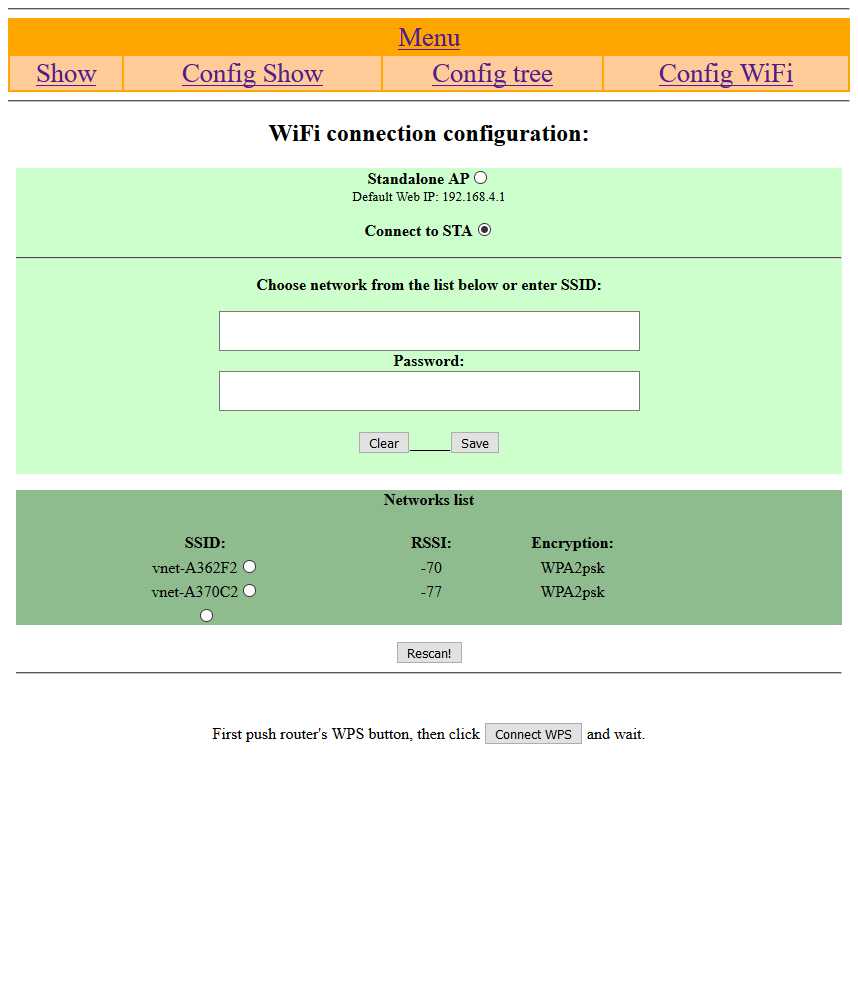 Menu
Show Config Show Config tree Config WiFi
WiFi connection configuration:
Standalone AP
Default Web IP: 192.168.4.1
Connect to STA
Choose network from the list below or enter SSID:
Password:
Clear Save
Networks list
SSID: RSSI: Encryption:
vnet-A362F2 -70 WPA2psk
vnet-A370C2 -77 WPA2psk
Rescan!
First push router's WPS button, then click Connect WPS and wait.